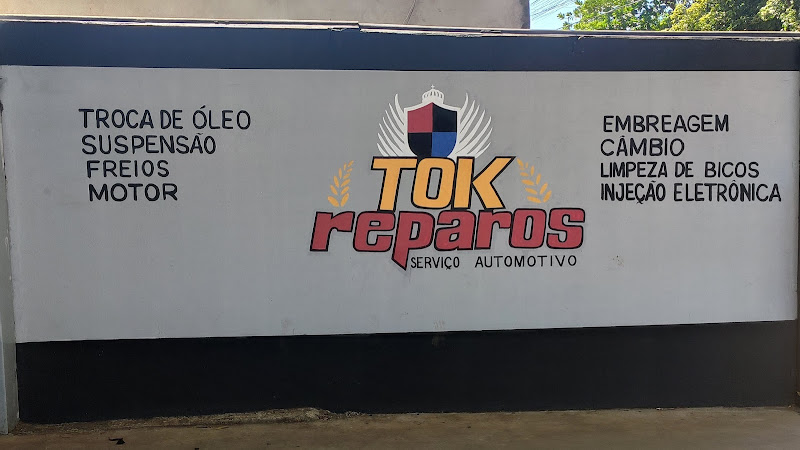 TROCA DE ÓLEO
SUSPENSÃO
FREIOS
MOTOR
TOK
reparos
SERVIÇO AUTOMOTIVO
EMBREAGEM
CÂMBIO
LIMPEZA DE BICOS
INJEÇÃO ELETRÔNICA